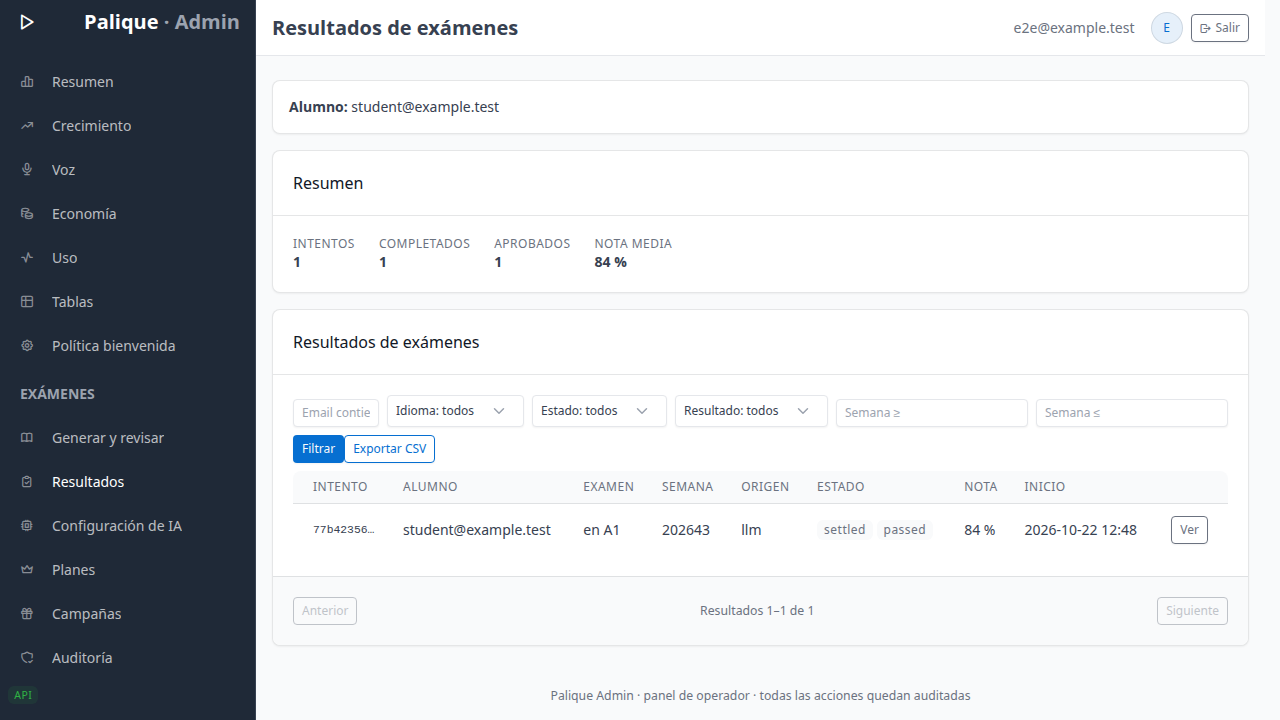 Palique · Admin
Resumen
Crecimiento
Voz
Economía
Uso
Tablas
Política bienvenida
EXÁMENES
Generar y revisar
Resultados
Configuración de IA
Planes
Campañas
Auditoría
API
Resultados de exámenes
e2e@example.test
E
Salir
Alumno: student@example.test
Resumen
INTENTOS COMPLETADOS APROBADOS NOTA MEDIA
1 1 1 84 %
Resultados de exámenes
Email contie Idioma: todos Estado: todos Resultado: todos Semana ≥ Semana ≤
Filtrar Exportar CSV
INTENTO ALUMNO EXAMEN SEMANA ORIGEN ESTADO NOTA INICIO
77b42356… student@example.test en A1 202643 llm settled passed 84 % 2026-10-22 12:48 Ver
Anterior Resultados 1–1 de 1 Siguiente
Palique Admin · panel de operador · todas las acciones quedan auditadas